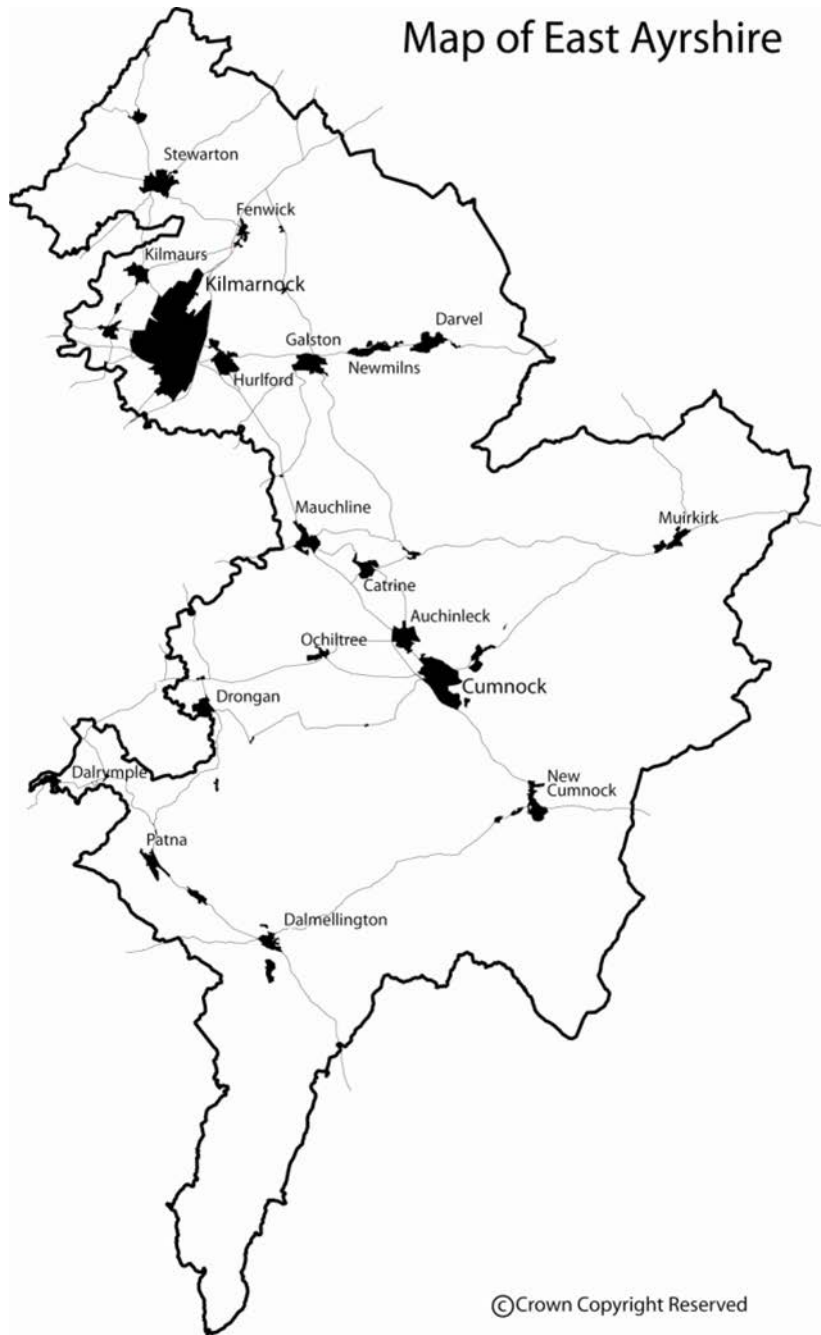 Map of East Ayrshire
Stewarton
Fenwick
Kilmaurs
Kilmarnock
Darvel
Galston
Newmilns
Hurlford
Mauchline
Muirkirk
Catrine
Auchinleck
Ochiltree
Cumnock
Drongan
Dalrymple
New
Cumnock
Patna
Dalmellington
©Crown Copyright Reserved